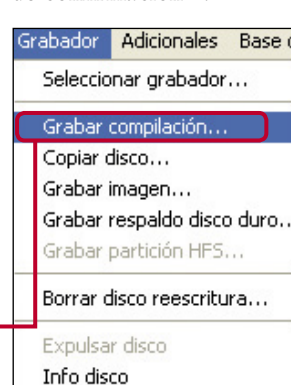 Grabador Adicionales Base
Seleccionar grabador...
Grabar compilación...
Copiar disco...
Grabar imagen...
Grabar respaldo disco duro..
Grabar partición HFS...
Borrar disco reescritura...
Expulsar disco
Info disco